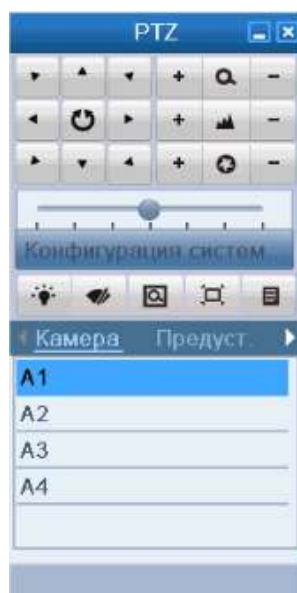 PTZ
Конфигурация систем
Камера Предуст.
A1
A2
A3
A4